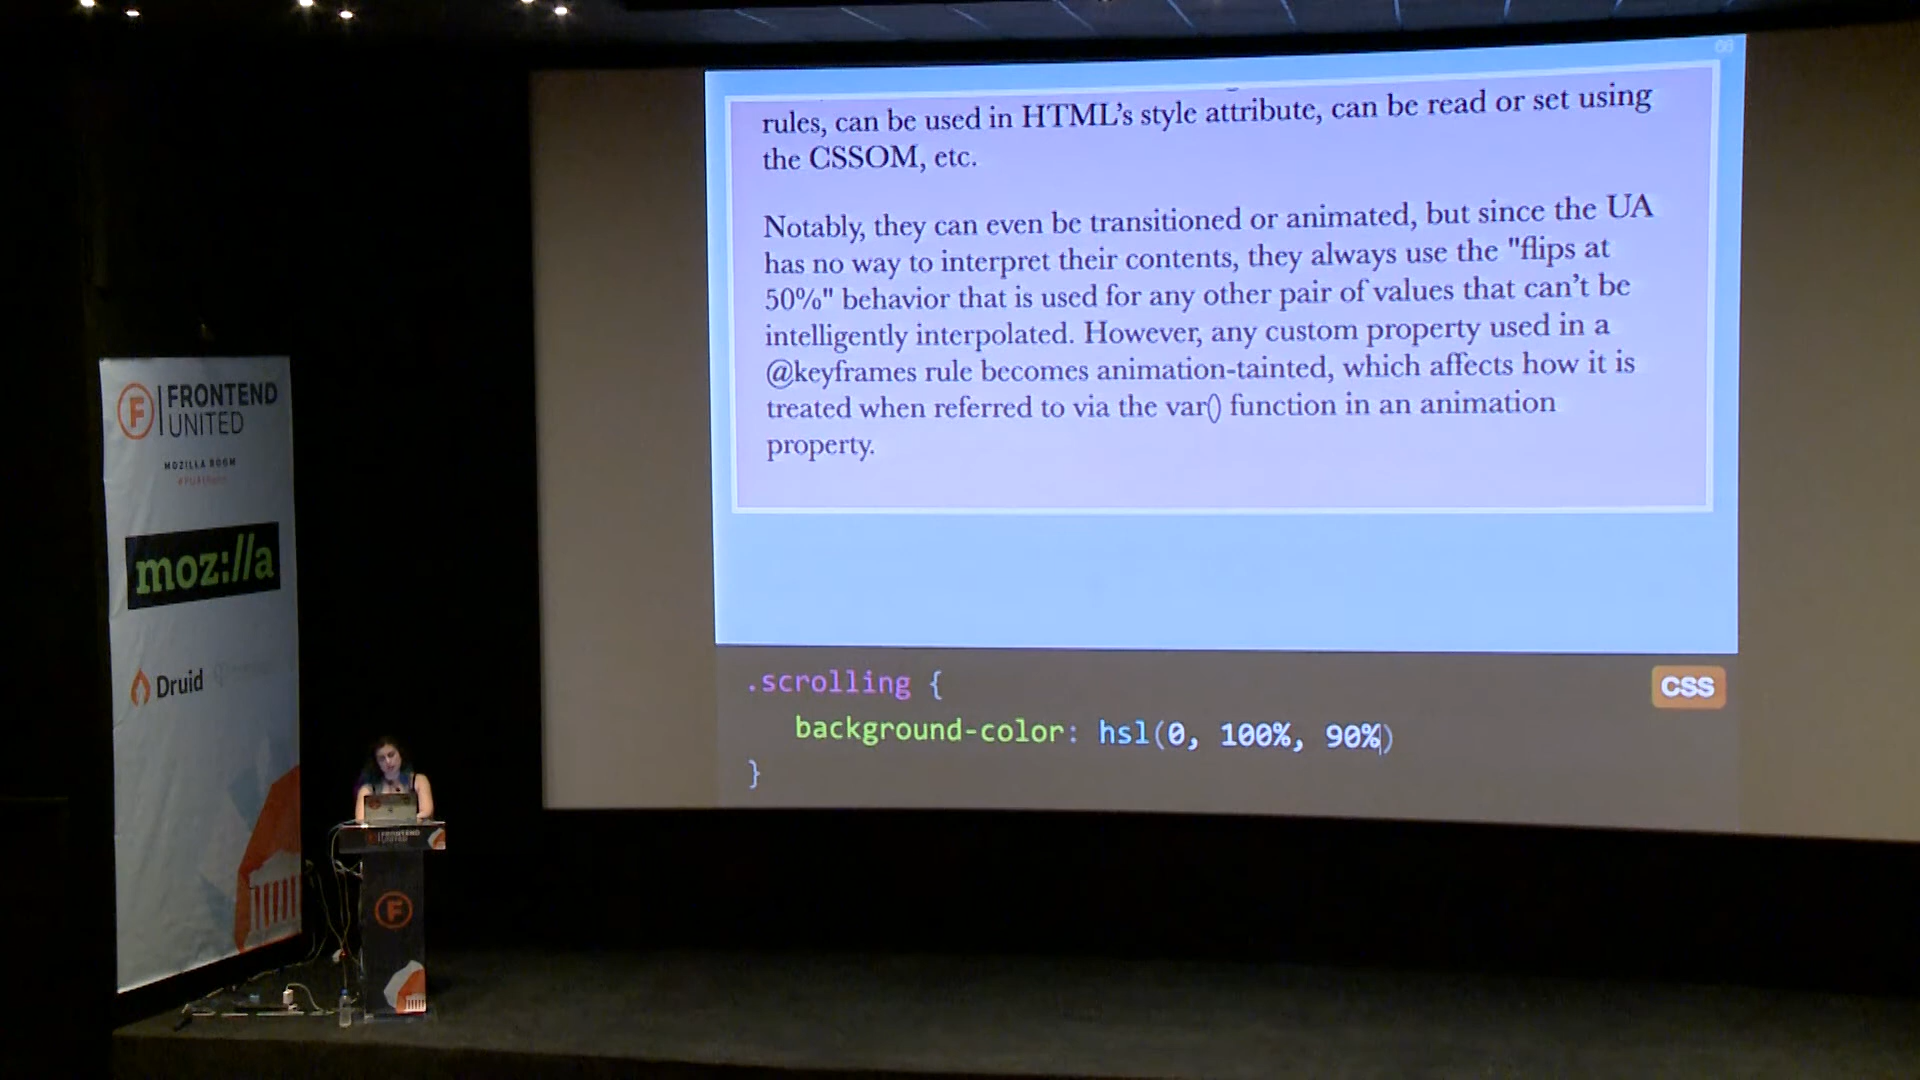 rules, can be used in HTML’s style attribute, can be read or set using
the CSSOM, etc.
Notably, they can even be transitioned or animated, but since the UA
has no way to interpret their contents, they always use the "flips at
50%" behavior that is used for any other pair of values that can’t be
intelligently interpolated. However, any custom property used in a
@keyframes rule becomes animation-tainted, which affects how it is
treated when referred to via the var() function in an animation
property.
.scrolling {
background-color: hsl(0, 100%, 90%)
}
CSS
FRONTEND
UNITED
MOZILLA ROOM
moz://a
Druid
FRONTEND
UNITED
F